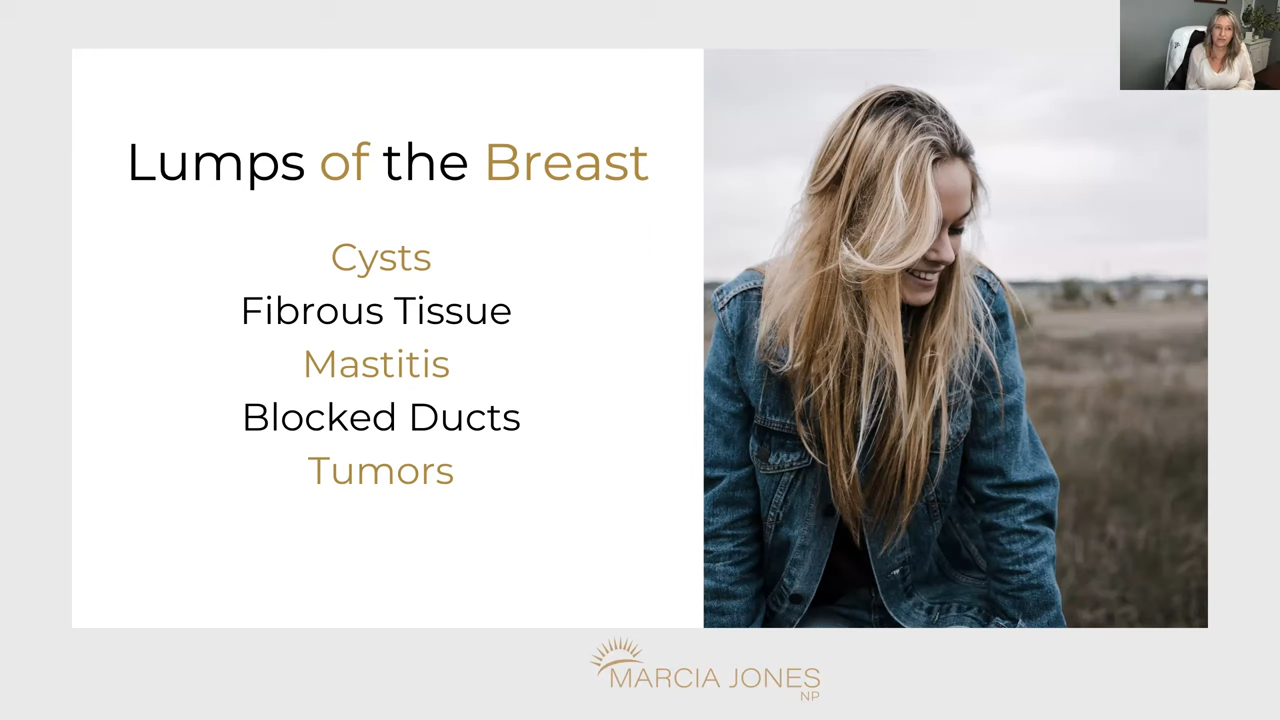 Lumps of the Breast
Cysts
Fibrous Tissue
Mastitis
Blocked Ducts
Tumors
MARCIA JONES
NP